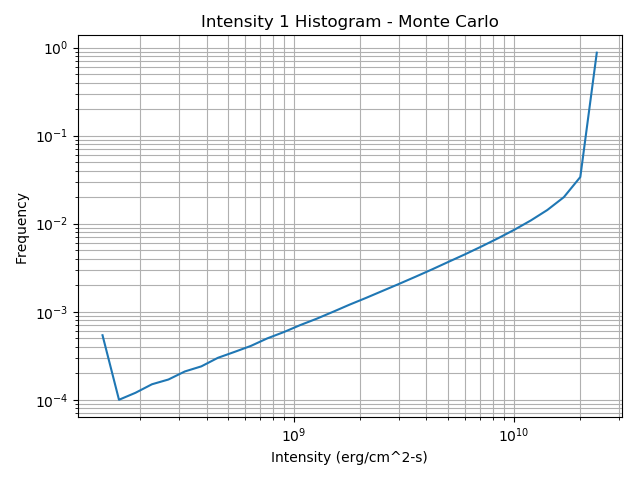 Intensity 1 Histogram - Monte Carlo
Frequency
10⁰
10⁻¹
10⁻²
10⁻³
10⁻⁴
10⁹ 10¹⁰
Intensity (erg/cm^2-s)